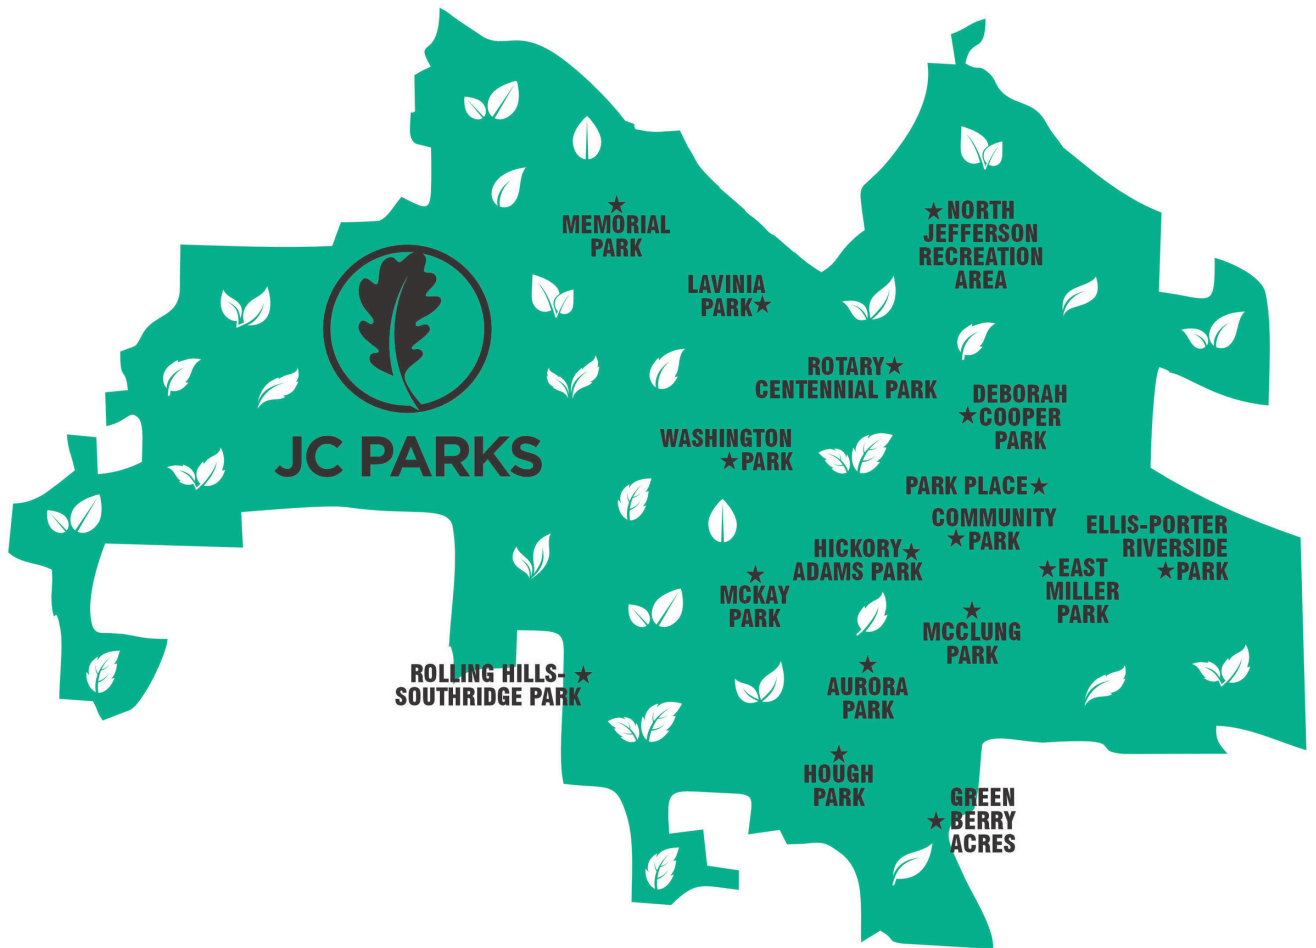 MEMORIAL
PARK
NORTH
JEFFERSON
RECREATION
AREA
LAVINIA
PARK
ROTARY
CENTENNIAL PARK
DEBORAH
COOPER
PARK
JC PARKS
WASHINGTON
PARK
PARK PLACE
COMMUNITY
PARK
ELLIS-PORTER
RIVERSIDE
PARK
HICKORY
ADAMS PARK
EAST
MILLER
PARK
MCKAY
PARK
MCCLUNG
PARK
ROLLING HILLS-
SOUTHRIDGE PARK
AURORA
PARK
HOUGH
PARK
GREEN
BERRY
ACRES